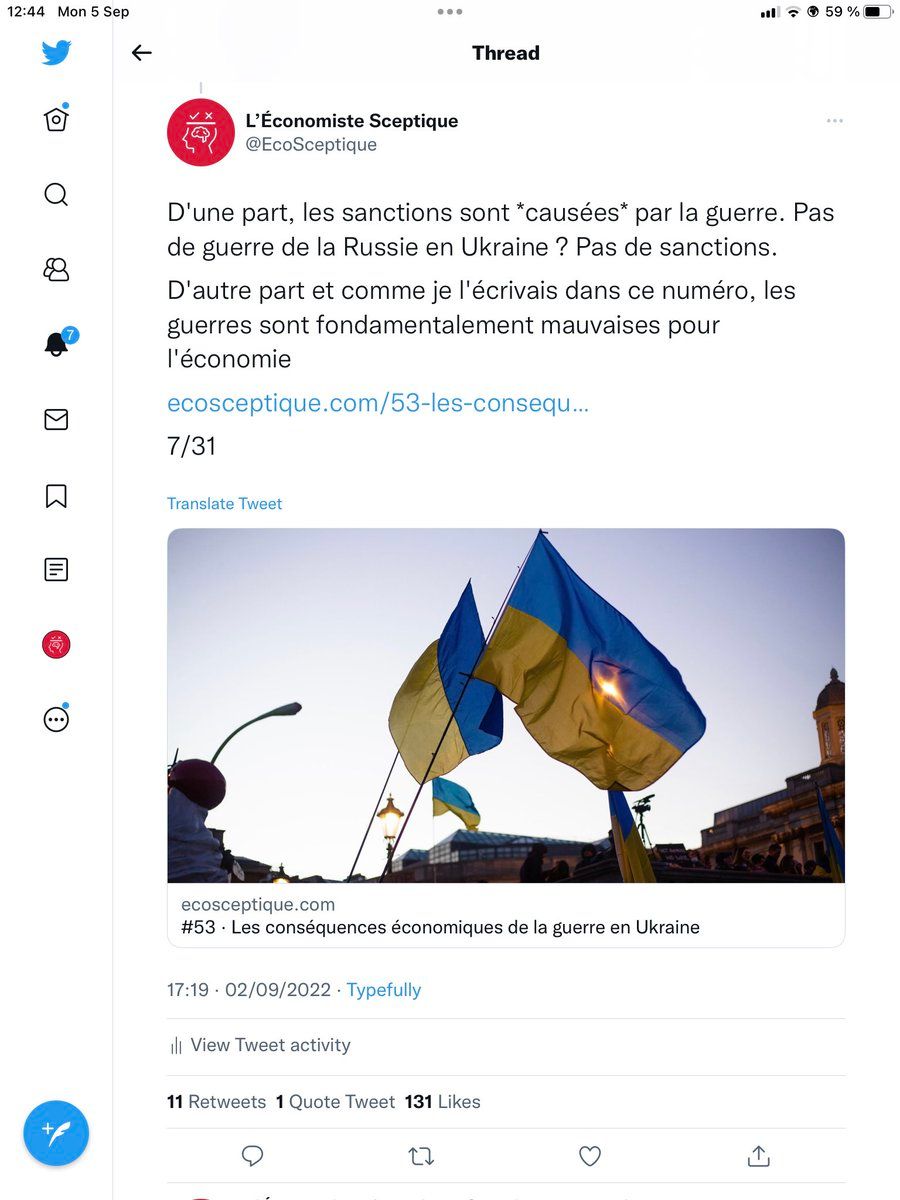 12:44 Mon 5 Sep
59 %
Thread
L’Économiste Sceptique
@EcoSceptique
D'une part, les sanctions sont *causées* par la guerre. Pas
de guerre de la Russie en Ukraine ? Pas de sanctions.
D'autre part et comme je l'écrivais dans ce numéro, les
guerres sont fondamentalement mauvaises pour
l'économie
ecosceptique.com/53-les-consequ...
7/31
Translate Tweet
ecosceptique.com
#53 · Les conséquences économiques de la guerre en Ukraine
17:19 · 02/09/2022 · Typefully
View Tweet activity
11 Retweets 1 Quote Tweet 131 Likes
7